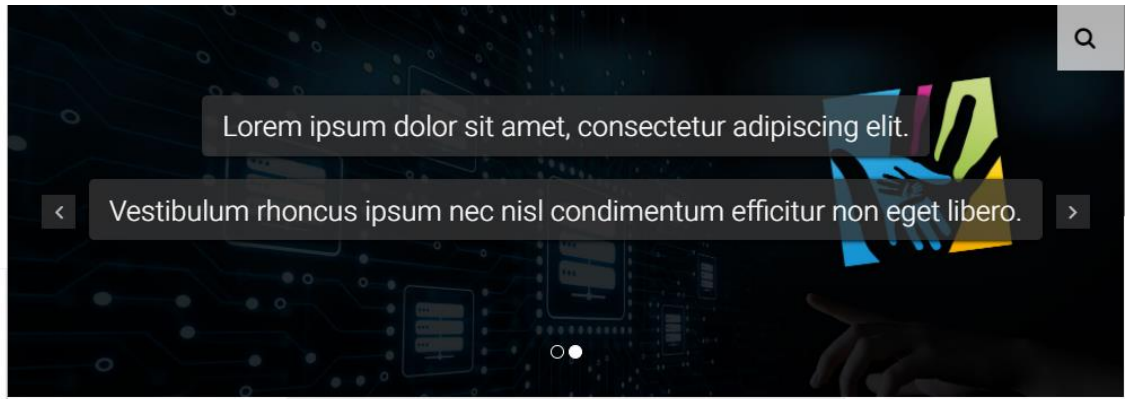 Lorem ipsum dolor sit amet, consectetur adipiscing elit.
Vestibulum rhoncus ipsum nec nisl condimentum efficitur non eget libero.